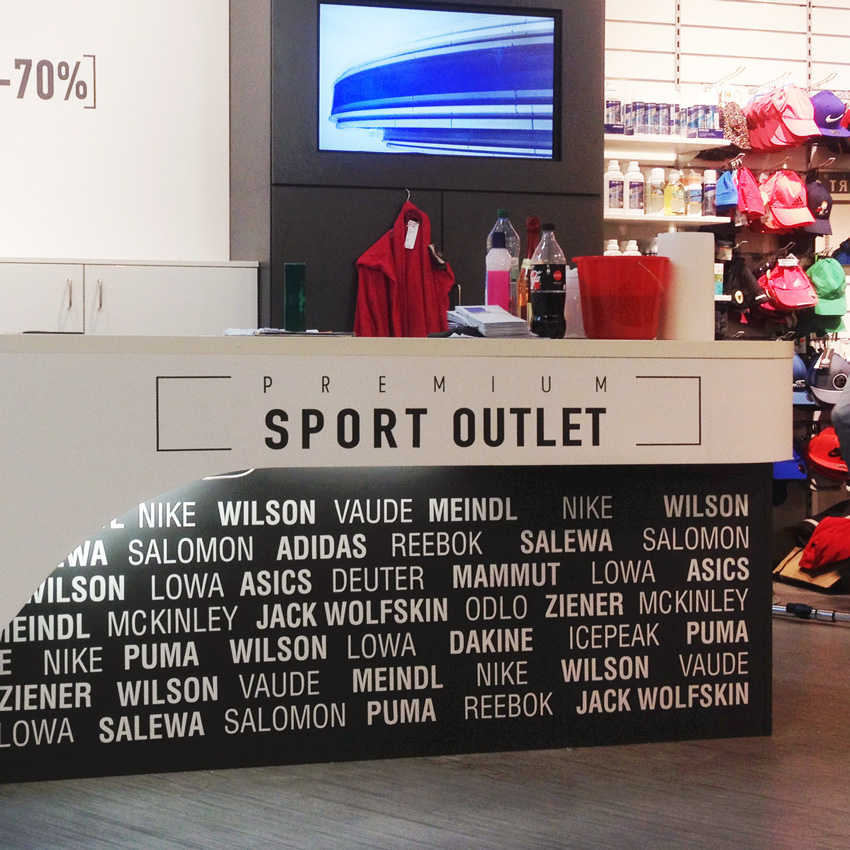 -70%]
PREMIUM
SPORT OUTLET
NIKE WILSON VAUDE MEINDL NIKE WILSON
SALOMON ADIDAS REEBOK SALEWA SALOMON
WILSON LOWA ASICS DEUTER MAMMUT LOWA ASICS
MEINDL MCKINLEY JACK WOLFSKIN ODLO ZIENER MCKINLEY
E NIKE PUMA WILSON LOWA DAKINE ICEPEAK PUMA
ZIENER WILSON VAUDE MEINDL NIKE WILSON VAUDE
LOWA SALEWA SALOMON PUMA REEBOK JACK WOLFSKIN